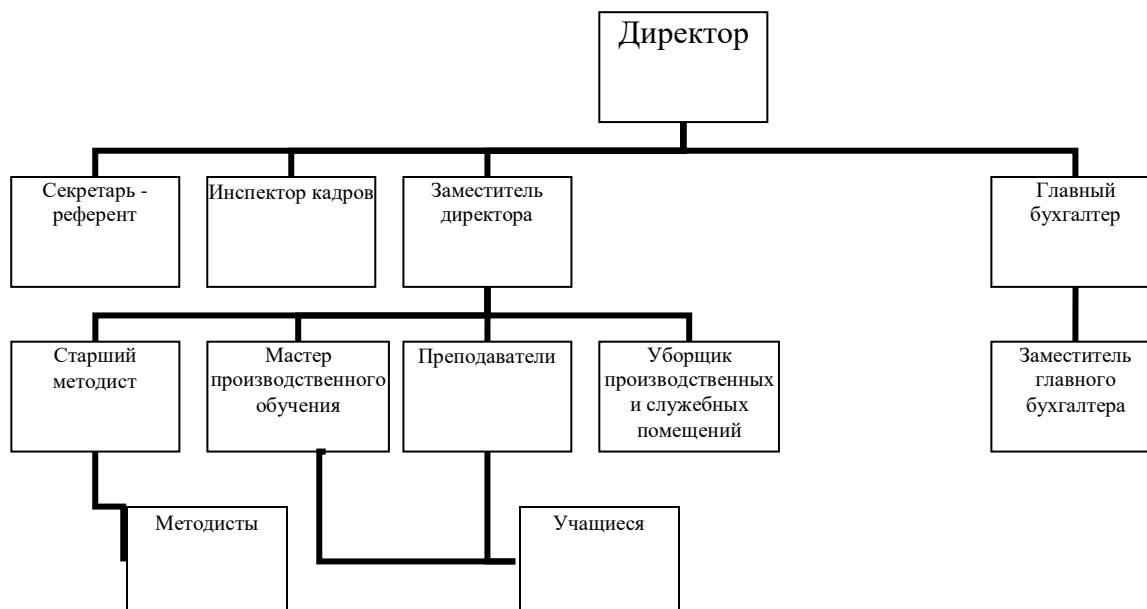 Директор
Секретарь -
референт
Инспектор кадров
Заместитель
директора
Главный
бухгалтер
Старший
методист
Мастер
производственного
обучения
Преподаватели
Уборщик
производственных
и служебных
помещений
Заместитель
главного
бухгалтера
Методисты
Учащиеся